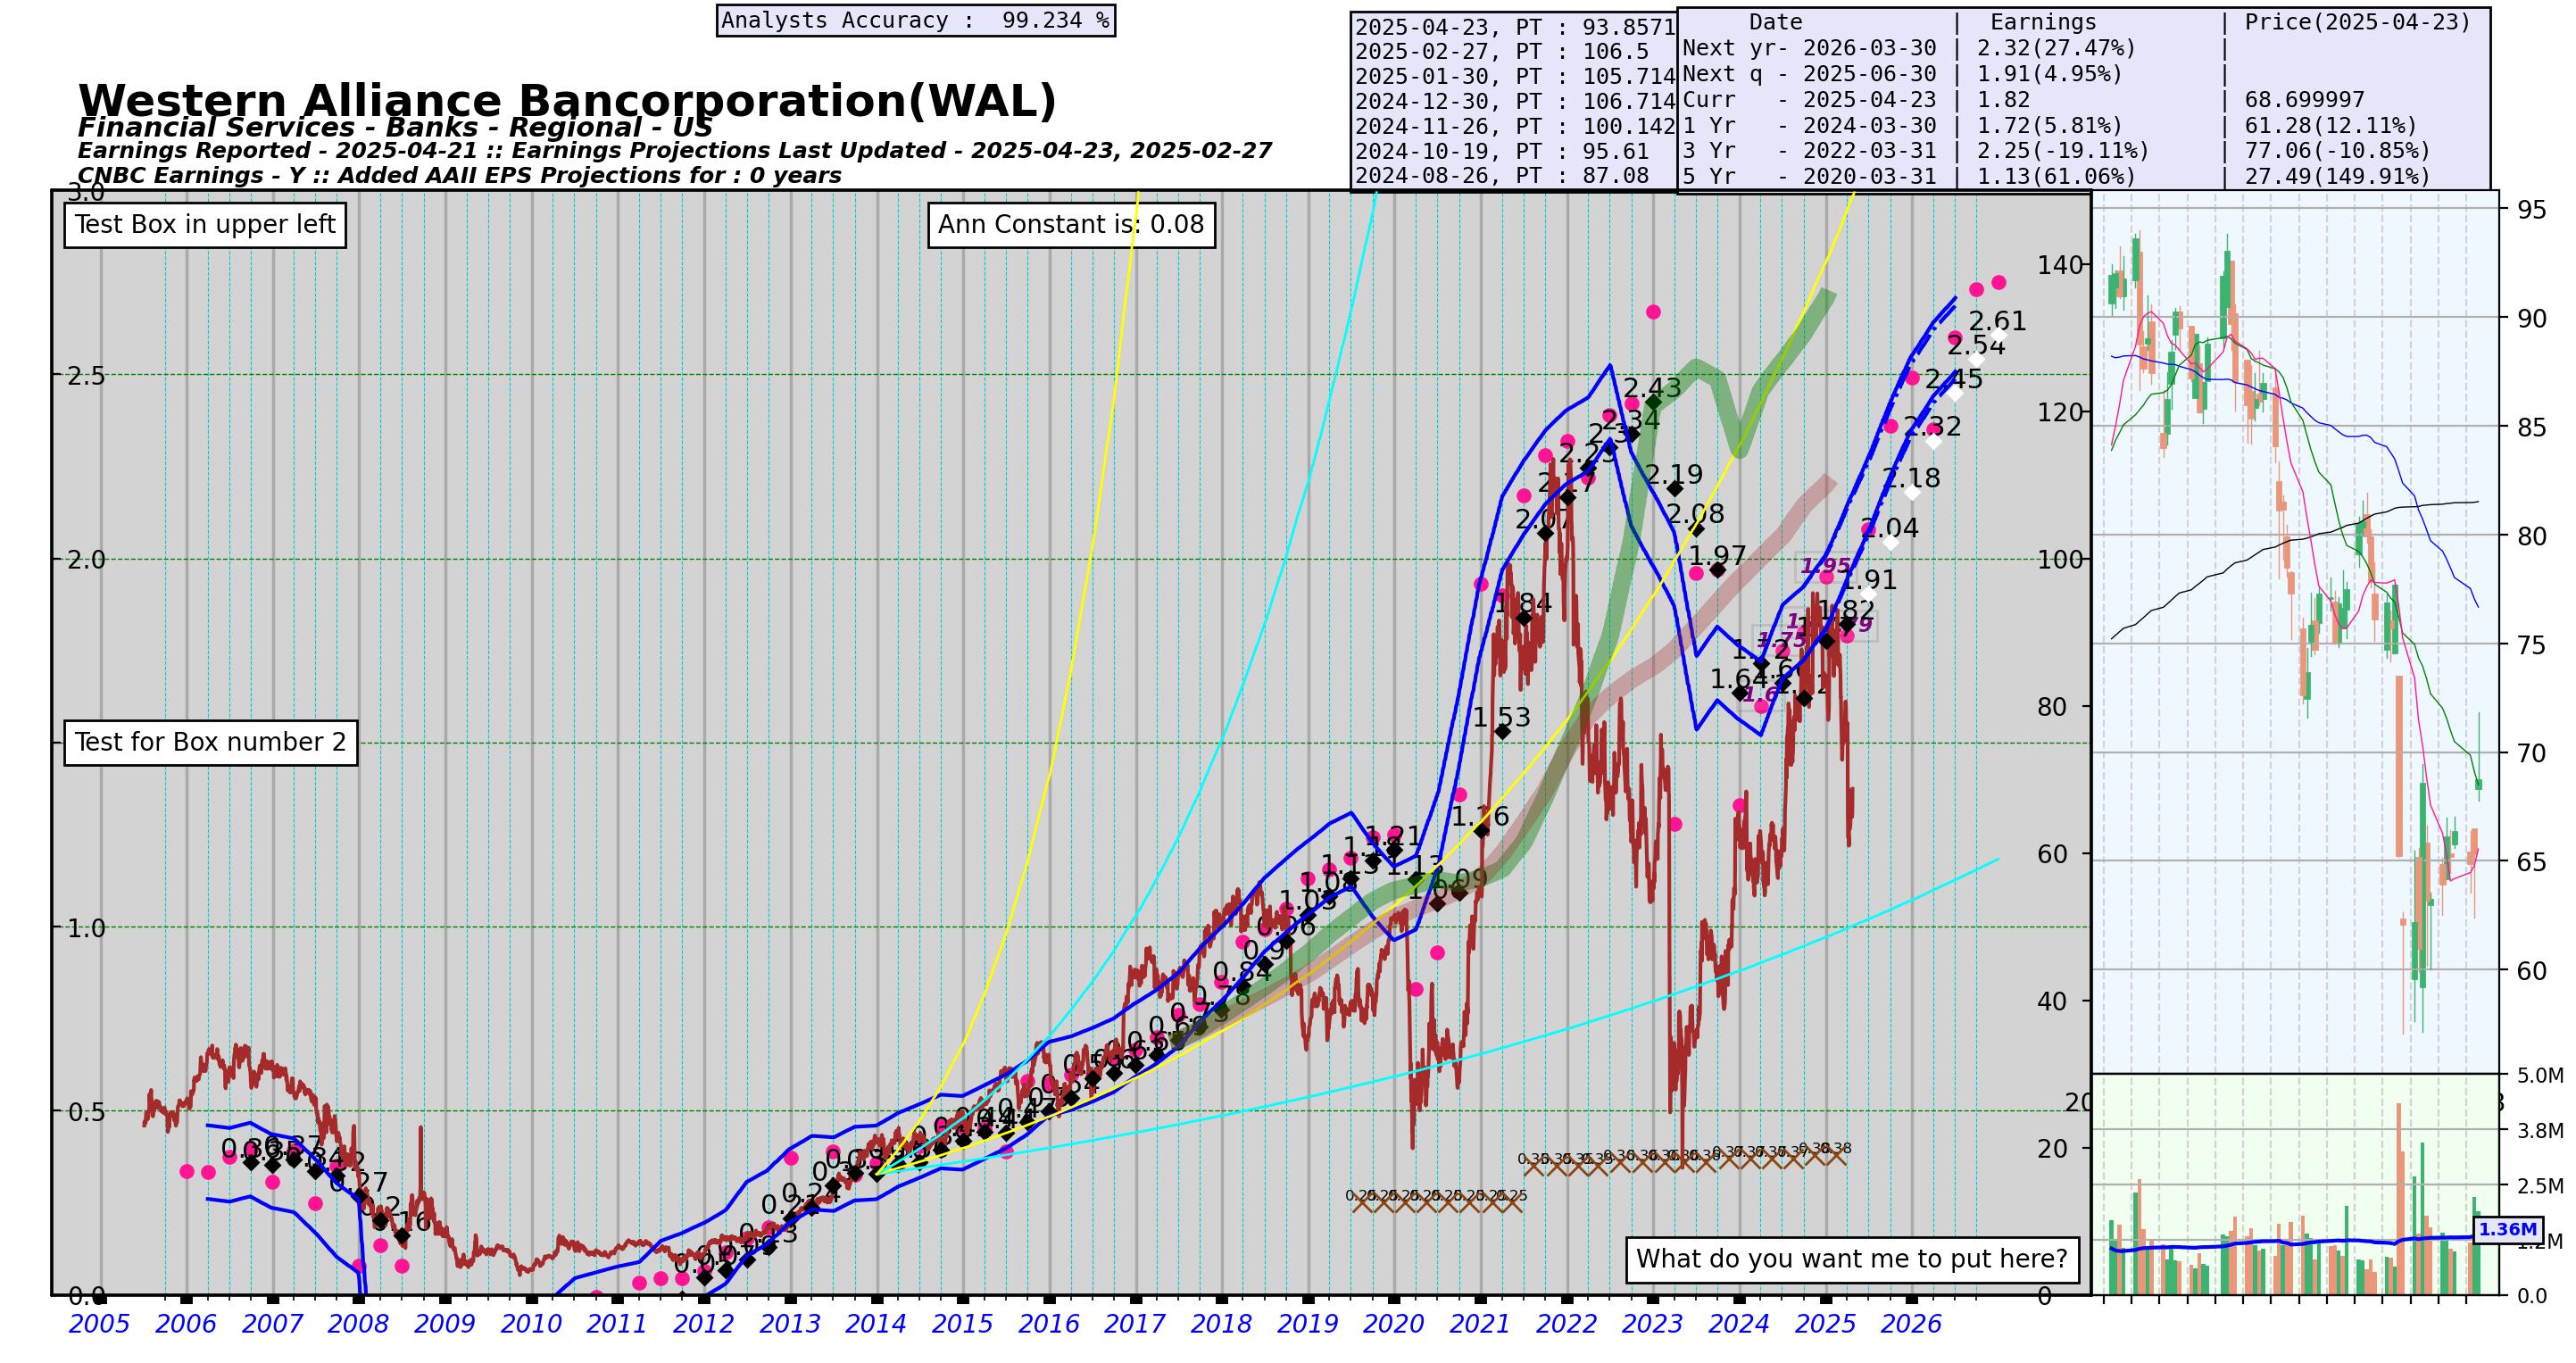 Analysts Accuracy :  99.234 %
2025-04-23, PT : 93.8571
2025-02-27, PT : 106.5
2025-01-30, PT : 105.714
2024-12-30, PT : 106.714
2024-11-26, PT : 100.142
2024-10-19, PT : 95.61
2024-08-26, PT : 87.08
Date | Earnings | Price(2025-04-23)
Next yr- 2026-03-30 | 2.32(27.47%) |
Next q - 2025-06-30 | 1.91(4.95%) |
Curr   - 2025-04-23 | 1.82 | 68.699997
1 Yr   - 2024-03-30 | 1.72(5.81%) | 61.28(12.11%)
3 Yr   - 2022-03-31 | 2.25(-19.11%) | 77.06(-10.85%)
5 Yr   - 2020-03-31 | 1.13(61.06%) | 27.49(149.91%)
Western Alliance Bancorporation(WAL)
Financial Services - Banks - Regional - US
Earnings Reported - 2025-04-21 :: Earnings Projections Last Updated - 2025-04-23, 2025-02-27
CNBC Earnings - Y :: Added AAII EPS Projections for : 0 years
Test Box in upper left
Ann Constant is: 0.08
Test for Box number 2
What do you want me to put here?
3.0
2.5
2.0
1.0
0.5
0.0
2.43
2.34
2.19
2.08
1.97
2.07
1.84
1.53
1.64
1.95
1.82
1.91
2.04
2.18
2.32
2.45
2.54
2.61
1.16
1.21
0.96
0.84
0.78
140
120
100
80
60
40
20
0
95
90
85
80
75
70
65
60
5.0M
3.8M
2.5M
1.36M
1.2M
0.0
2005 2006 2007 2008 2009 2010 2011 2012 2013 2014 2015 2016 2017 2018 2019 2020 2021 2022 2023 2024 2025 2026